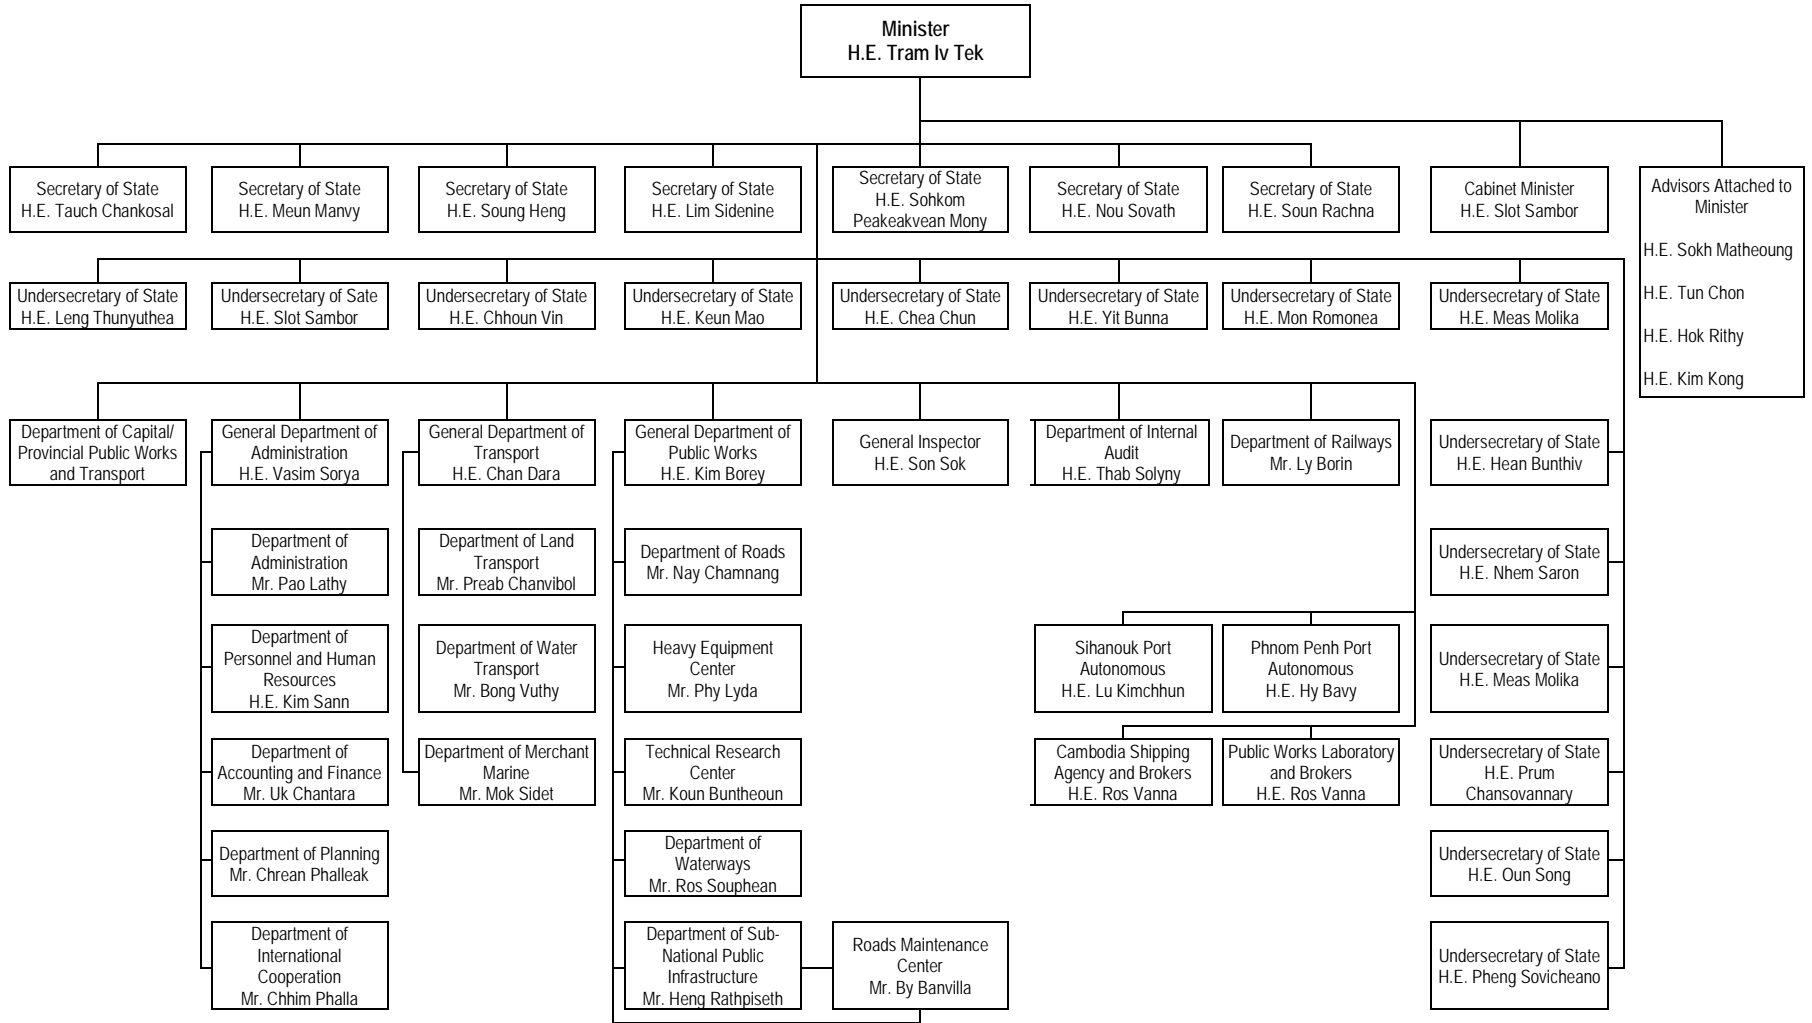 Minister
H.E. Tram Iv Tek
Secretary of State
H.E. Tauch Chankosal
Secretary of State
H.E. Meun Manvy
Secretary of State
H.E. Soung Heng
Secretary of State
H.E. Lim Sidenine
Secretary of State
H.E. Sohkom
Peakeakvean Mony
Secretary of State
H.E. Nou Sovath
Secretary of State
H.E. Soun Rachna
Cabinet Minister
H.E. Slot Sambor
Advisors Attached to
Minister
H.E. Sokh Matheoung
H.E. Tun Chon
H.E. Hok Rithy
H.E. Kim Kong
Undersecretary of State
H.E. Leng Thunyuthea
Undersecretary of Sate
H.E. Slot Sambor
Undersecretary of State
H.E. Chhoun Vin
Undersecretary of State
H.E. Keun Mao
Undersecretary of State
H.E. Chea Chun
Undersecretary of State
H.E. Yit Bunna
Undersecretary of State
H.E. Mon Romonea
Undersecretary of State
H.E. Meas Molika
Department of Capital/
Provincial Public Works
and Transport
General Department of
Administration
H.E. Vasim Sorya
General Department of
Transport
H.E. Chan Dara
General Department of
Public Works
H.E. Kim Borey
General Inspector
H.E. Son Sok
Department of Internal
Audit
H.E. Thab Solyny
Department of Railways
Mr. Ly Borin
Undersecretary of State
H.E. Hean Bunthiv
Department of
Administration
Mr. Pao Lathy
Department of Land
Transport
Mr. Preab Chanvibol
Department of Roads
Mr. Nay Chamnang
Undersecretary of State
H.E. Nhem Saron
Department of
Personnel and Human
Resources
H.E. Kim Sann
Department of Water
Transport
Mr. Bong Vuthy
Heavy Equipment
Center
Mr. Phy Lyda
Sihanouk Port
Autonomous
H.E. Lu Kimchhun
Phnom Penh Port
Autonomous
H.E. Hy Bavy
Undersecretary of State
H.E. Meas Molika
Department of
Accounting and Finance
Mr. Uk Chantara
Department of Merchant
Marine
Mr. Mok Sidet
Technical Research
Center
Mr. Koun Buntheoun
Cambodia Shipping
Agency and Brokers
H.E. Ros Vanna
Public Works Laboratory
and Brokers
H.E. Ros Vanna
Undersecretary of State
H.E. Prum
Chansovannary
Department of Planning
Mr. Chrean Phalleak
Department of
Waterways
Mr. Ros Souphean
Undersecretary of State
H.E. Oun Song
Department of
International
Cooperation
Mr. Chhim Phalla
Department of Sub-
National Public
Infrastructure
Mr. Heng Rathpiseth
Roads Maintenance
Center
Mr. By Banvilla
Undersecretary of State
H.E. Pheng Sovicheano